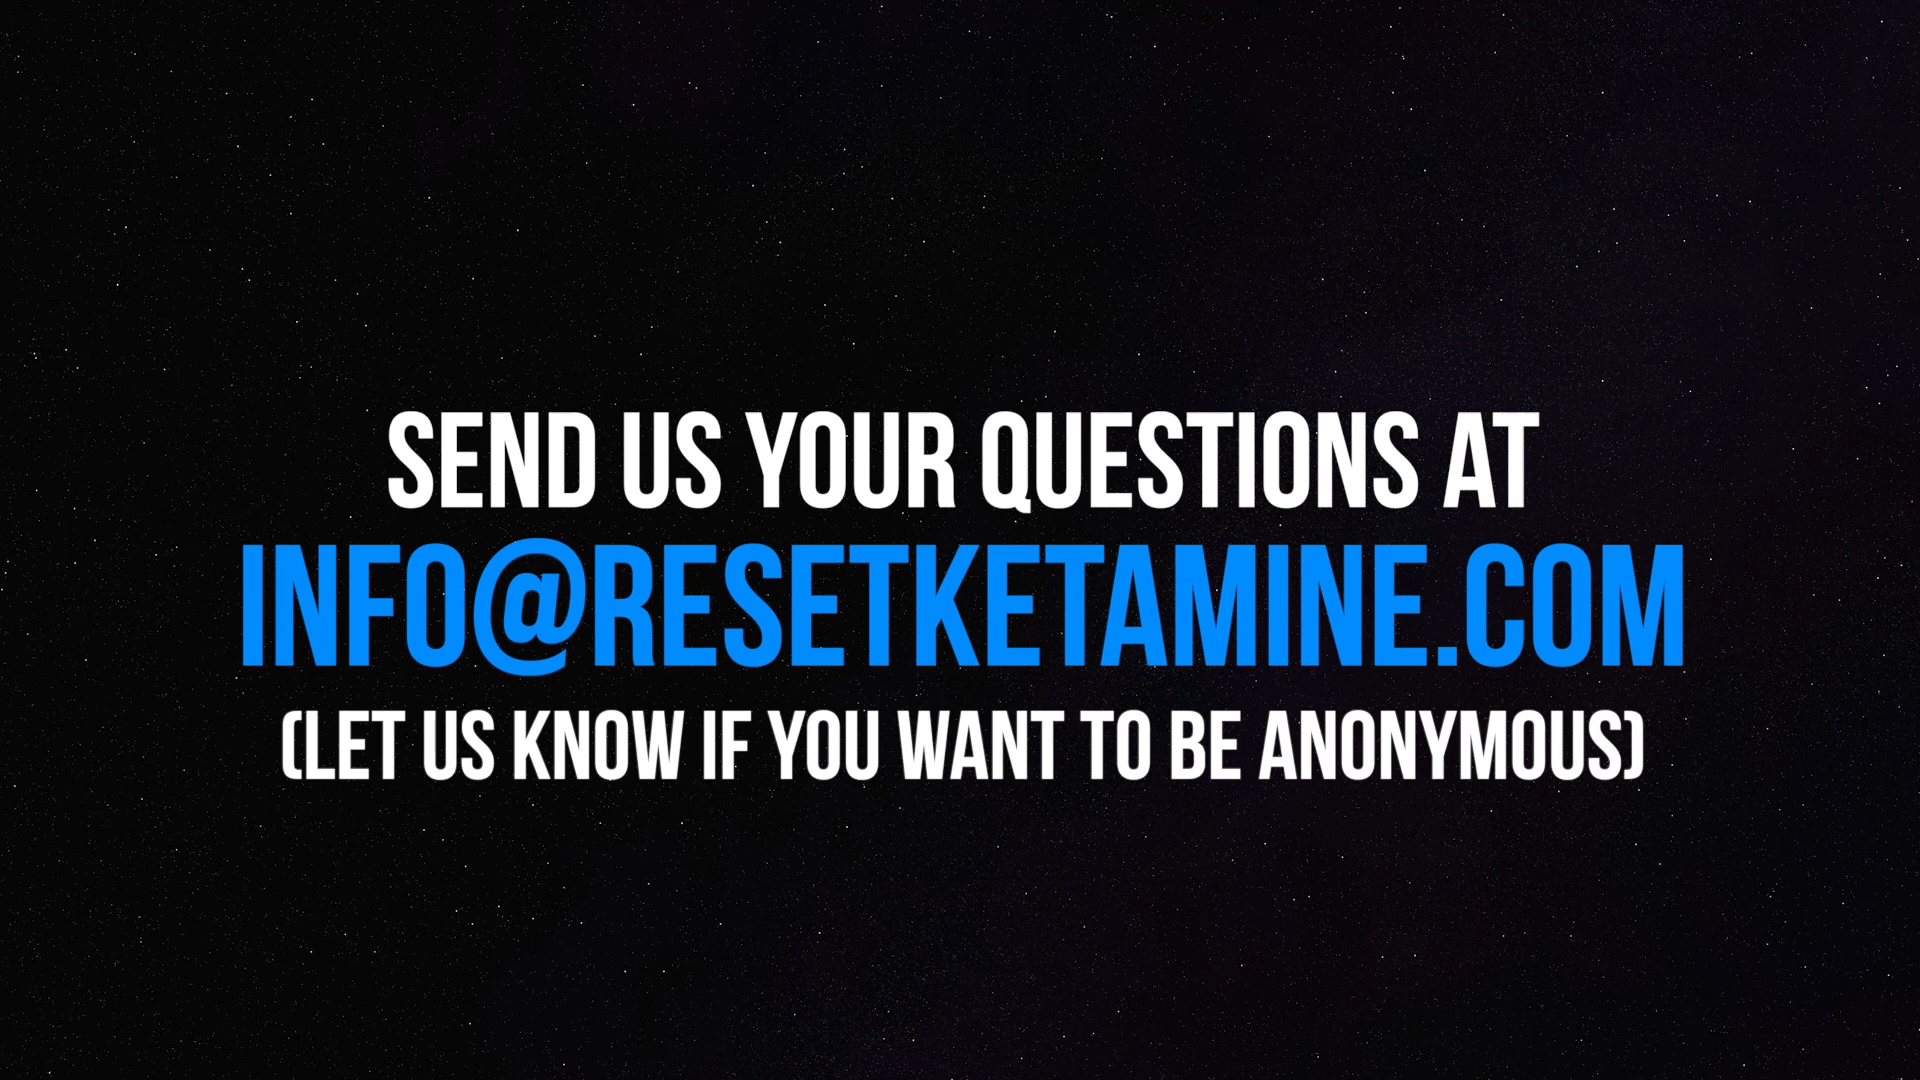 SEND US YOUR QUESTIONS AT
INFO@RESETKETAMINE.COM
(LET US KNOW IF YOU WANT TO BE ANONYMOUS)